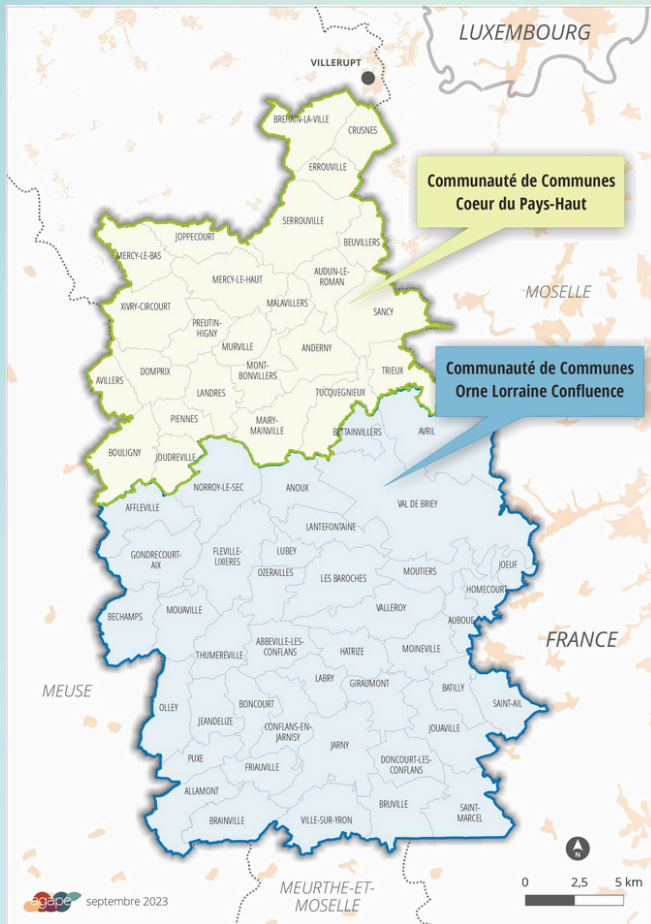 LUXEMBOURG
VILLERUPT
BREHAIN-LA-VILLE
CRUSNES
ERROUVILLE
Communauté de Communes
Coeur du Pays-Haut
SERROUVILLE
JOPPECOURT
BEUVILLERS
MERCY-LE-BAS
MERCY-LE-HAUT
AUDUN-LE-
ROMAN
MOSELLE
XIVRY-CIRCOURT
MALAVILLERS
SANCY
PREUTIN-
HIGNY
MURVILLE
ANDERNY
Communauté de Communes
Orne Lorraine Confluence
DOMPRIX
MONT-
BONVILLERS
TRIEUX
AVILLERS
LANDRES
TUCQUEGNIEUX
PIENNES
MAIRY-
MAINVILLE
BETTAINVILLERS
AVRIL
BOULIGNY
JOUDREVILLE
NORROY-LE-SEC
ANOUX
AFFLEVILLE
VAL DE BRIEY
LANTEFONTAINE
GONDRECOURT-
AIX
FLEVILLE-
LIXIERES
LUBEY
OZERAILLES
LES BAROCHES
MOUTIERS
JOEUF
HOMECOURT
BECHAMPS
MOUAVILLE
VALLEROY
AUBOUE
ABBEVILLE-LES-
CONFLANS
THUMEREVILLE
HATRIZE
MOINEVILLE
FRANCE
MEUSE
LABRY
GIRAUMONT
BATILLY
SAINT-AIL
OLLEY
BONCOURT
JEANDELIZE
CONFLANS-EN-
JARNISY
JOUAVILLE
JARNY
PUXE
FRIAUVILLE
DONCOURT-LES-
CONFLANS
ALLAMONT
BRAINVILLE
VILLE-SUR-YRON
BRUVILLE
SAINT-
MARCEL
N
0 2,5 5 km
MEURTHE-ET-
MOSELLE
agape septembre 2023